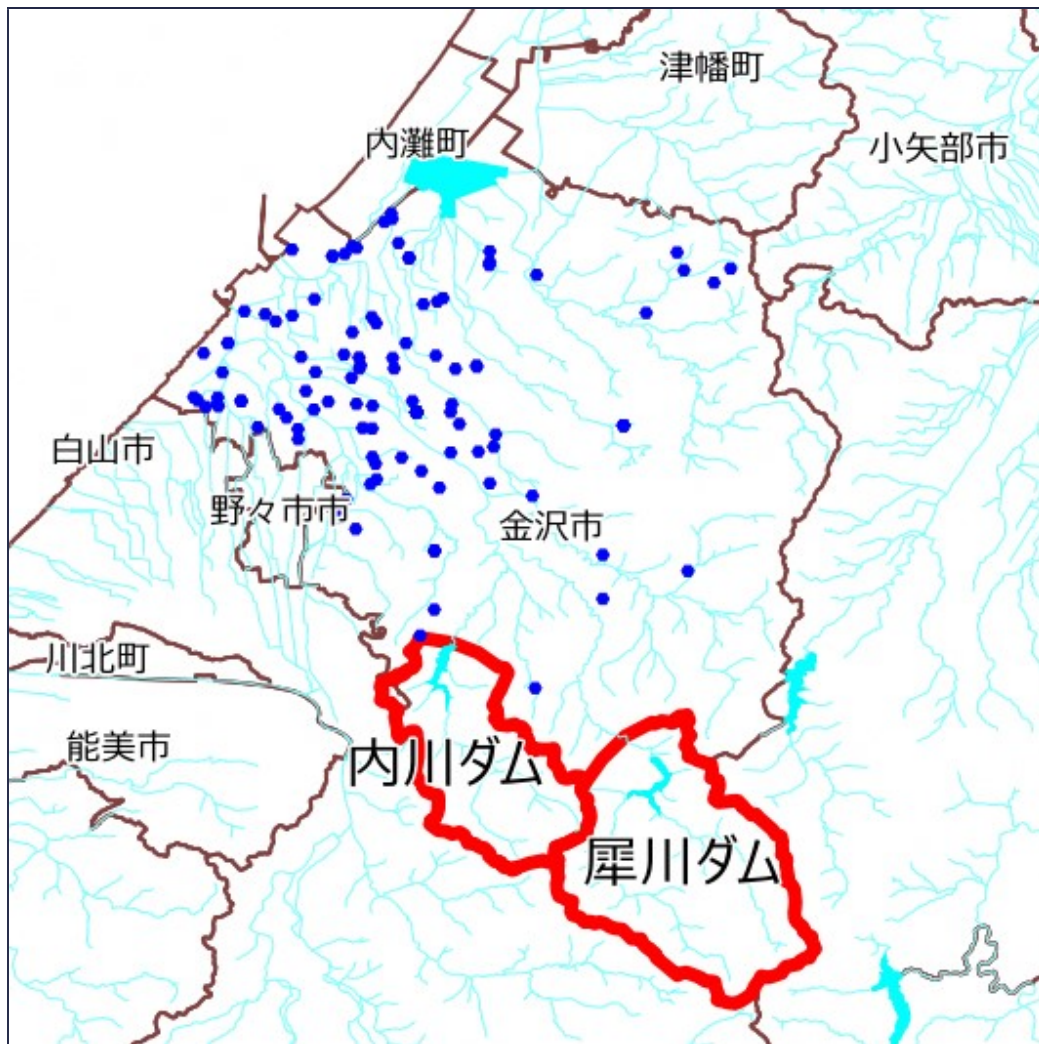 津幡町
内灘町
小矢部市
白山市
野々市市
金沢市
川北町
能美市
内川ダム
犀川ダム